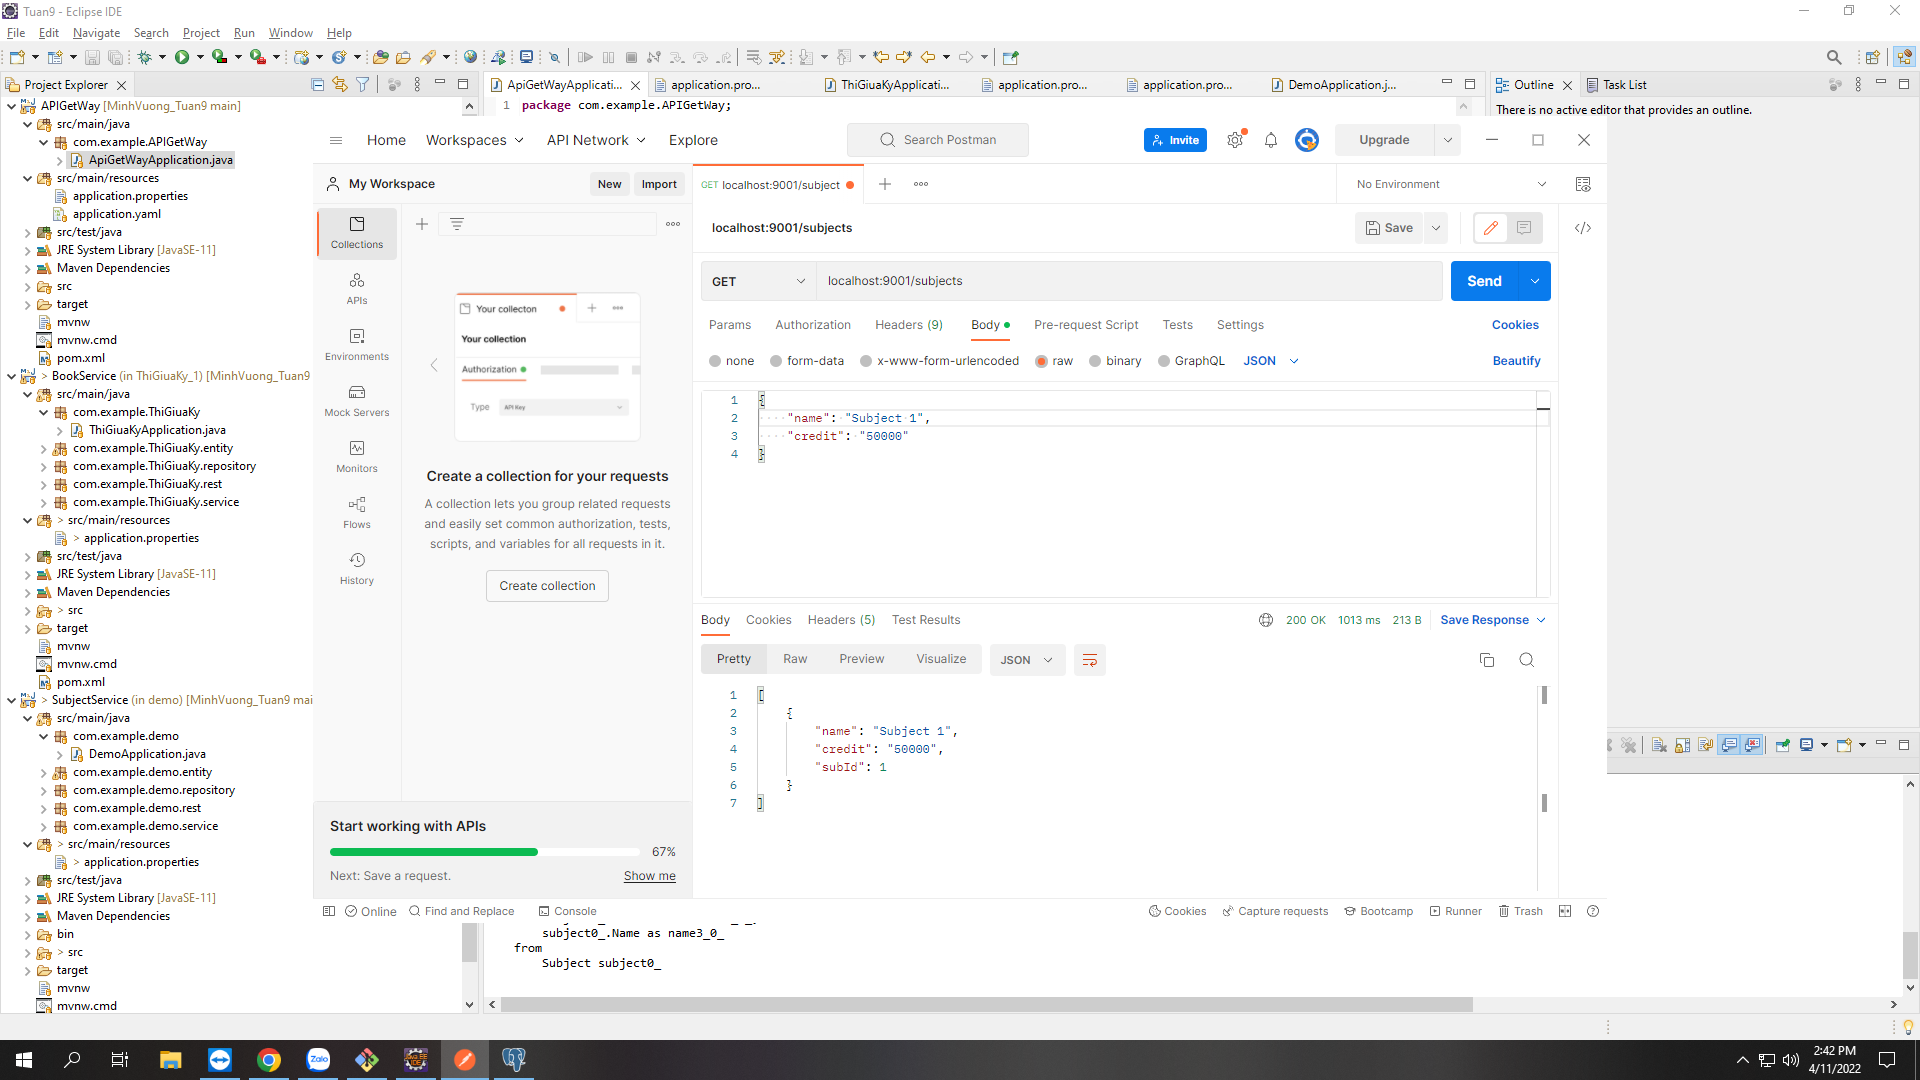 Tuan9 - Eclipse IDE
File Edit Navigate Search Project Run Window Help
Project Explorer
APIGetWay [MinhVuong_Tuan9 main]
src/main/java
com.example.APIGetWay
ApiGetWayApplication.java
src/main/resources
application.properties
application.yaml
src/test/java
JRE System Library [JavaSE-11]
Maven Dependencies
src
target
mvnw
mvnw.cmd
pom.xml
> BookService (in ThiGiuaKy_1) [MinhVuong_Tuan9
src/main/java
com.example.ThiGiuaKy
ThiGiuaKyApplication.java
com.example.ThiGiuaKy.entity
com.example.ThiGiuaKy.repository
com.example.ThiGiuaKy.rest
com.example.ThiGiuaKy.service
> src/main/resources
> application.properties
src/test/java
JRE System Library [JavaSE-11]
Maven Dependencies
> src
target
mvnw
mvnw.cmd
pom.xml
> SubjectService (in demo) [MinhVuong_Tuan9 mai
src/main/java
com.example.demo
DemoApplication.java
com.example.demo.entity
com.example.demo.repository
com.example.demo.rest
com.example.demo.service
> src/main/resources
> application.properties
src/test/java
JRE System Library [JavaSE-11]
Maven Dependencies
bin
> src
target
mvnw
mvnw.cmd
ApiGetWayApplicati... application.pro... ThiGiuaKyApplicati... application.pro... application.pro... DemoApplication.j...
1 package com.example.APIGetWay;
Outline Task List
There is no active editor that provides an outline.
Home Workspaces API Network Explore Search Postman Invite Upgrade
My Workspace New Import
GET localhost:9001/subject No Environment
Collections
APIs
Environments
Mock Servers
Monitors
Flows
History
Your collecton
Your collection
Authorization
Type API Key
Create a collection for your requests
A collection lets you group related requests
and easily set common authorization, tests,
scripts, and variables for all requests in it.
Create collection
Start working with APIs
67%
Next: Save a request. Show me
localhost:9001/subjects Save
GET localhost:9001/subjects Send
Params Authorization Headers (9) Body Pre-request Script Tests Settings Cookies
none form-data x-www-form-urlencoded raw binary GraphQL JSON Beautify
1 {
2 "name": "Subject 1",
3 "credit": "50000"
4 }
Body Cookies Headers (5) Test Results 200 OK 1013 ms 213 B Save Response
Pretty Raw Preview Visualize JSON
1 [
2 {
3 "name": "Subject 1",
4 "credit": "50000",
5 "subId": 1
6 }
7 ]
Online Find and Replace Console Cookies Capture requests Bootcamp Runner Trash
subject0_.Name as name3_0_
from
Subject subject0_
Zalo
2:42 PM
4/11/2022